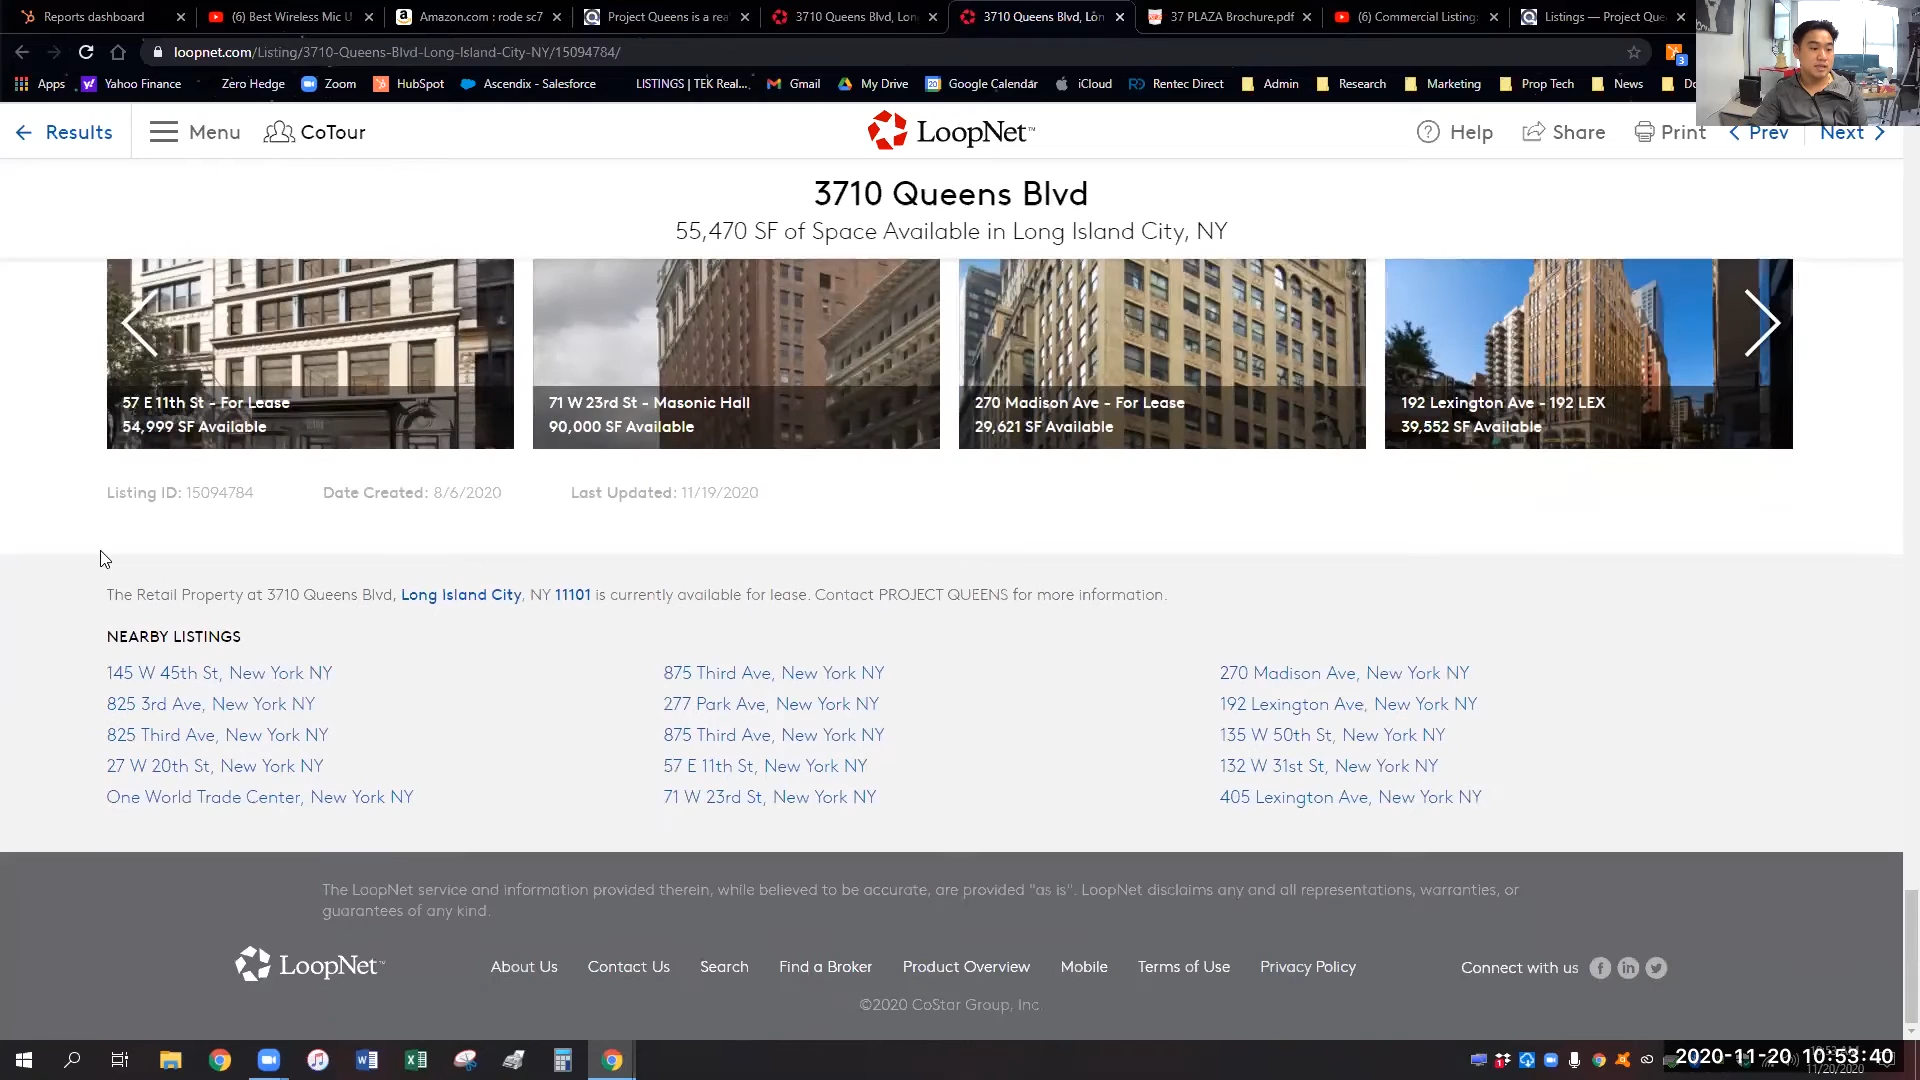 Reports dashboard
(6) Best Wireless Mic U
Amazon.com : rode sc7
Project Queens is a rea
3710 Queens Blvd, Lon
3710 Queens Blvd, Lon
37 PLAZA Brochure.pdf
(6) Commercial Listing
Listings — Project Que
loopnet.com/Listing/3710-Queens-Blvd-Long-Island-City-NY/15094784/
3
Apps Yahoo Finance Zero Hedge Zoom HubSpot Ascendix - Salesforce LISTINGS | TEK Real... Gmail My Drive Google Calendar iCloud Rentec Direct Admin Research Marketing Prop Tech News
Results Menu CoTour LoopNet™ Help Share Print Prev Next
3710 Queens Blvd
55,470 SF of Space Available in Long Island City, NY
57 E 11th St - For Lease
54,999 SF Available
71 W 23rd St - Masonic Hall
90,000 SF Available
270 Madison Ave - For Lease
29,621 SF Available
192 Lexington Ave - 192 LEX
39,552 SF Available
Listing ID: 15094784 Date Created: 8/6/2020 Last Updated: 11/19/2020
The Retail Property at 3710 Queens Blvd, Long Island City, NY 11101 is currently available for lease. Contact PROJECT QUEENS for more information.
NEARBY LISTINGS
145 W 45th St, New York NY
825 3rd Ave, New York NY
825 Third Ave, New York NY
27 W 20th St, New York NY
One World Trade Center, New York NY
875 Third Ave, New York NY
277 Park Ave, New York NY
875 Third Ave, New York NY
57 E 11th St, New York NY
71 W 23rd St, New York NY
270 Madison Ave, New York NY
192 Lexington Ave, New York NY
135 W 50th St, New York NY
132 W 31st St, New York NY
405 Lexington Ave, New York NY
The LoopNet service and information provided therein, while believed to be accurate, are provided "as is". LoopNet disclaims any and all representations, warranties, or
guarantees of any kind.
LoopNet™ About Us Contact Us Search Find a Broker Product Overview Mobile Terms of Use Privacy Policy Connect with us
©2020 CoStar Group, Inc
2020-11-20 10:53:40
11/20/2020